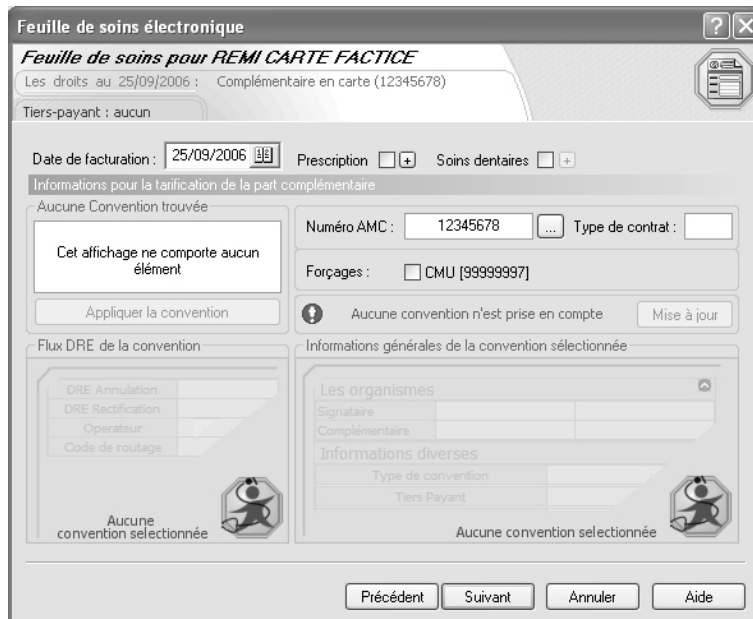 Feuille de soins électronique
Feuille de soins pour REMI CARTE FACTICE
Les droits au 25/09/2006 : Complémentaire en carte (12345678)
Tiers-payant : aucun
Date de facturation : 25/09/2006 Prescription + Soins dentaires +
Informations pour la tarification de la part complémentaire
Aucune Convention trouvée
Cet affichage ne comporte aucun
élément
Appliquer la convention
Numéro AMC : 12345678 ... Type de contrat :
Forçages : CMU [99999997]
Aucune convention n'est prise en compte Mise à jour
Flux DRE de la convention
DRE Annulation
DRE Rectification
Operateur
Code de routage
Aucune
convention selectionnée
Informations générales de la convention sélectionnée
Les organismes
Signataire
Complémentaire
Informations diverses
Type de convention
Tiers Payant
Aucune convention selectionnée
Précédent Suivant Annuler Aide